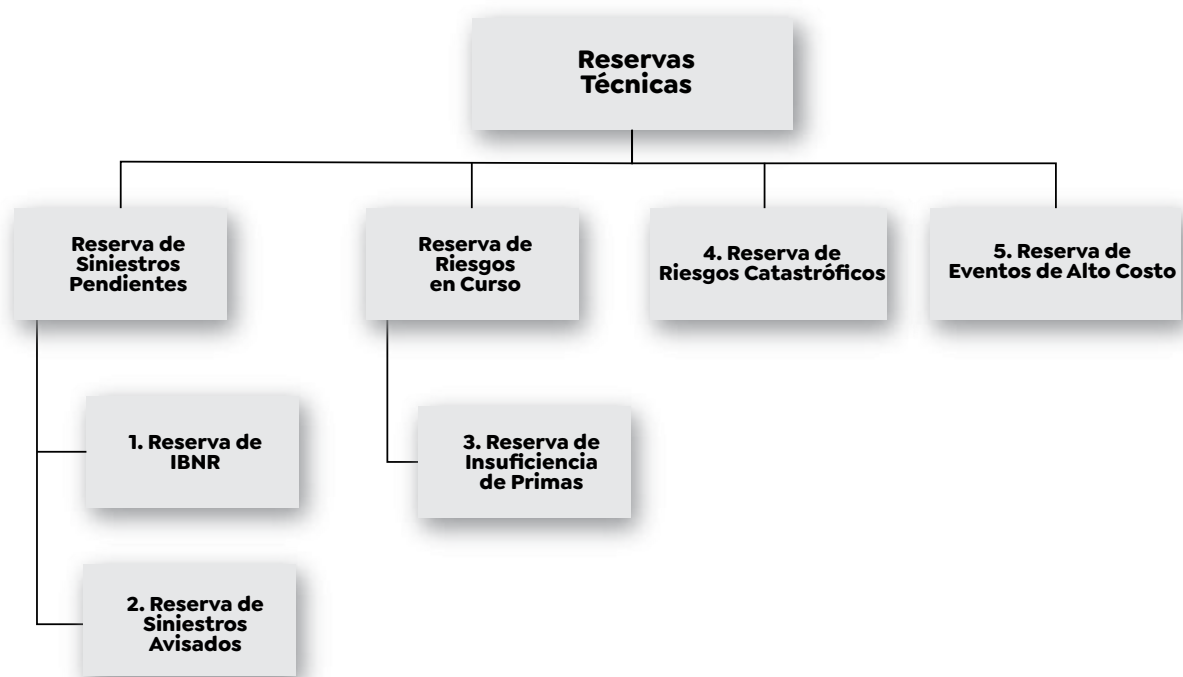 Reservas
Técnicas
Reserva de
Siniestros
Pendientes
Reserva de
Riesgos
en Curso
4. Reserva de
Riesgos Catastróficos
5. Reserva de
Eventos de Alto Costo
1. Reserva de
IBNR
3. Reserva de
Insuficiencia
de Primas
2. Reserva de
Siniestros
Avisados